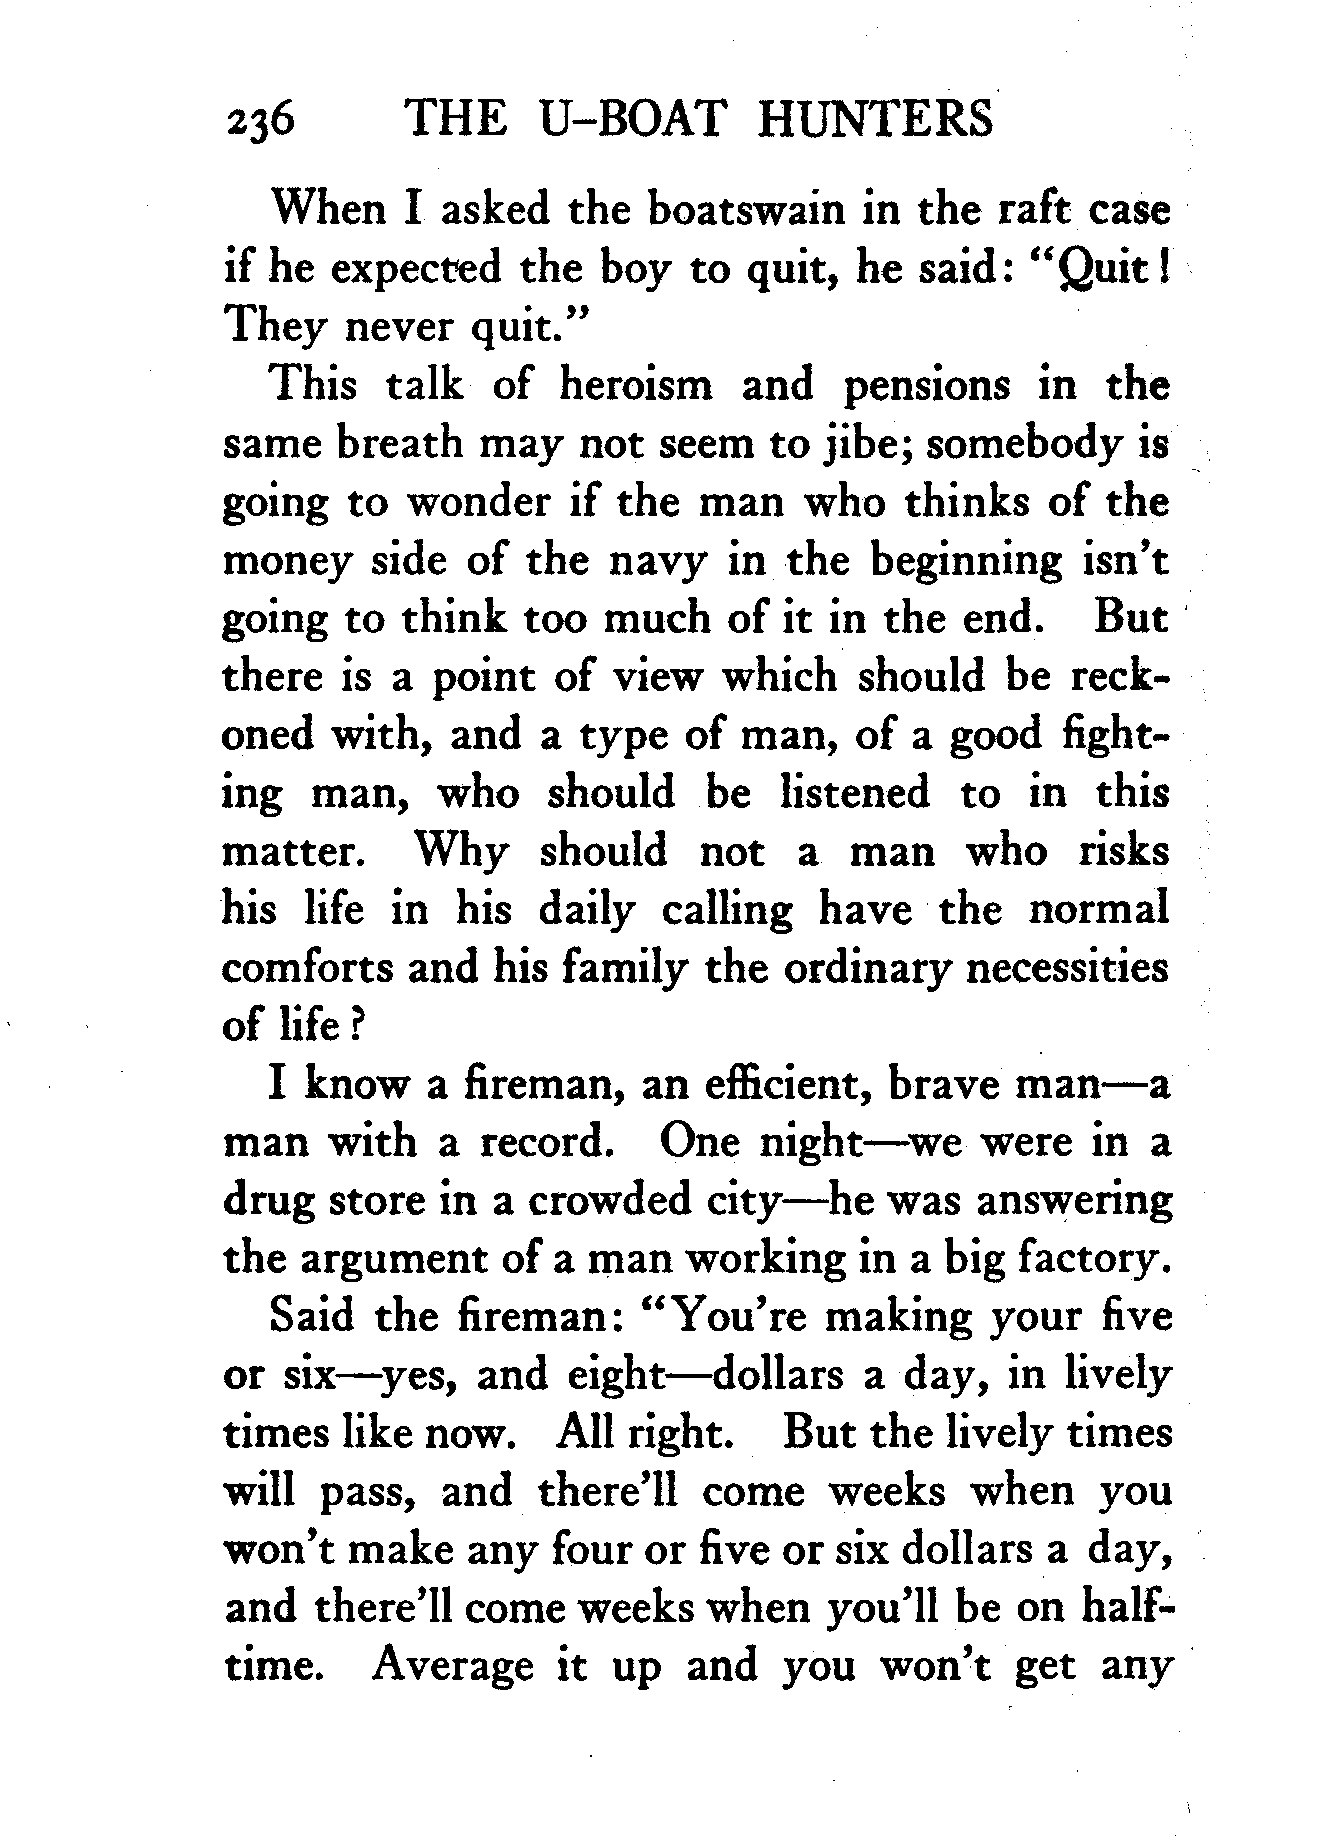 236 THE U-BOAT HUNTERS
When I asked the boatswain in the raft case
if he expected the boy to quit, he said: "Quit!
They never quit."
This talk of heroism and pensions in the
same breath may not seem to jibe; somebody is
going to wonder if the man who thinks of the
money side of the navy in the beginning isn't
going to think too much of it in the end. But
there is a point of view which should be reck-
oned with, and a type of man, of a good fight-
ing man, who should be listened to in this
matter. Why should not a man who risks
his life in his daily calling have the normal
comforts and his family the ordinary necessities
of life?
I know a fireman, an efficient, brave man—a
man with a record. One night—we were in a
drug store in a crowded city—he was answering
the argument of a man working in a big factory.
Said the fireman: "You're making your five
or six—yes, and eight—dollars a day, in lively
times like now. All right. But the lively times
will pass, and there'll come weeks when you
won't make any four or five or six dollars a day,
and there'll come weeks when you'll be on half-
time. Average it up and you won't get any